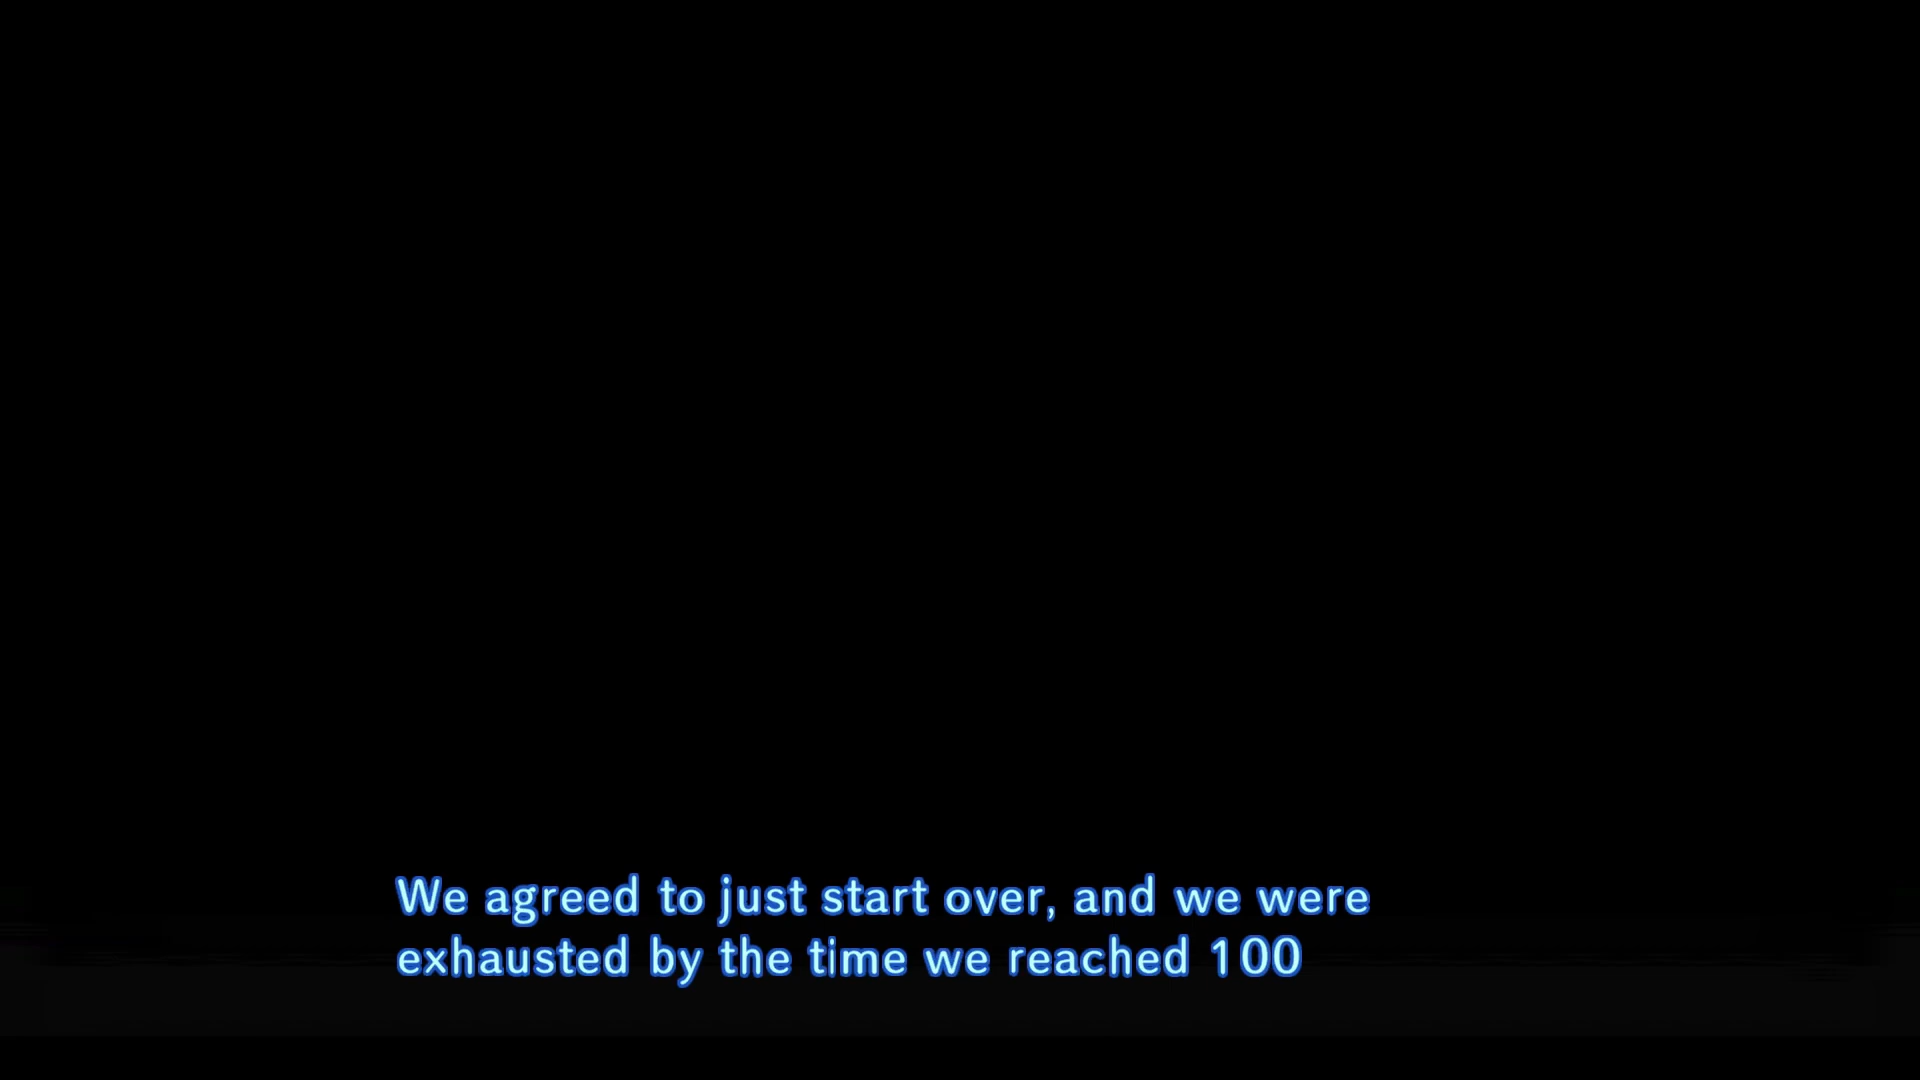 We agreed to just start over, and we were
exhausted by the time we reached 100